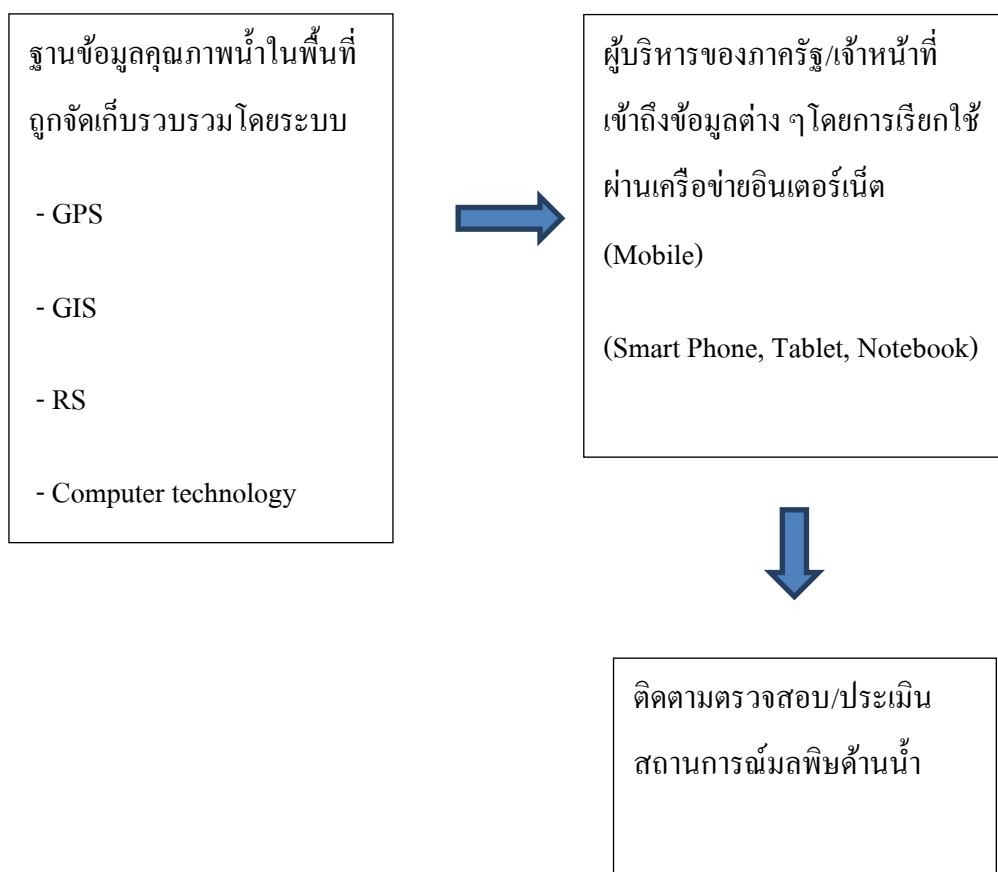 ฐานข้อมูลคุณภาพน้ำในพื้นที่
ถูกจัดเก็บรวบรวมโดยระบบ
- GPS
- GIS
- RS
- Computer technology
ผู้บริหารของภาครัฐ/เจ้าหน้าที่
เข้าถึงข้อมูลต่าง ๆ โดยการเรียกใช้
ผ่านเครือข่ายอินเตอร์เน็ต
(Mobile)
(Smart Phone, Tablet, Notebook)
ติดตามตรวจสอบ/ประเมิน
สถานการณ์มลพิษด้านน้ำ